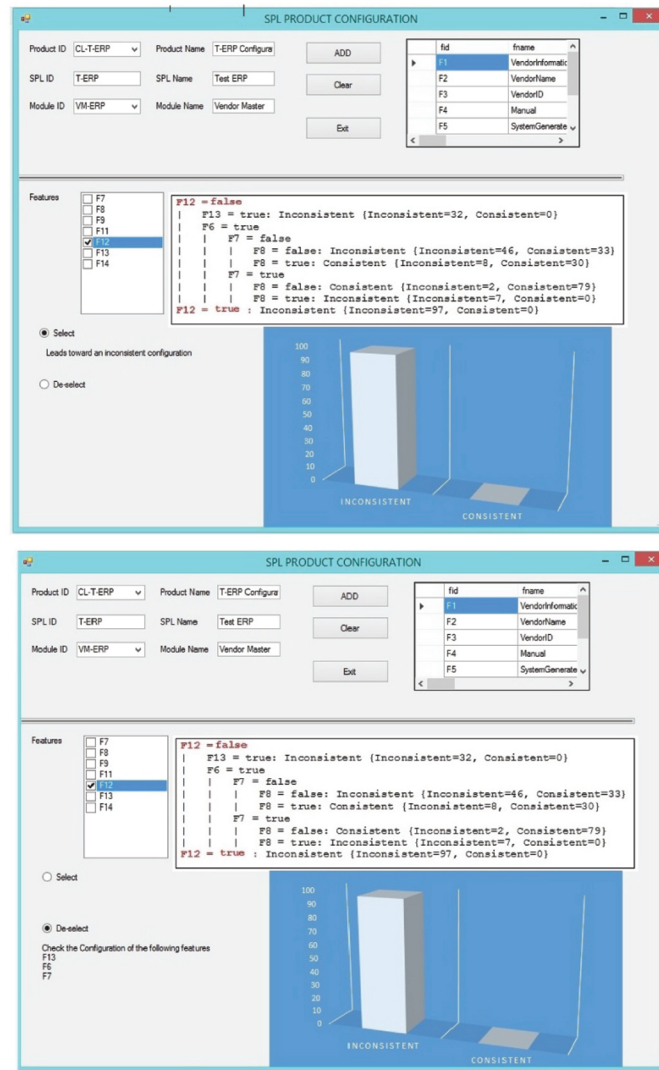 SPL PRODUCT CONFIGURATION
Product ID CL-T-ERP Product Name T-ERP Configura ADD
SPL ID T-ERP SPL Name Test ERP Clear
Module ID VM-ERP Module Name Vendor Master
Exit
fid fname
F1 VendorInformatic
F2 VendorName
F3 VendorID
F4 Manual
F5 SystemGenerate
Features
F7
F8
F9
F11
F12
F13
F14
F12 = false
| F13 = true: Inconsistent {Inconsistent=32, Consistent=0}
| F6 = true
| | F7 = false
| | | F8 = false: Inconsistent {Inconsistent=46, Consistent=33}
| | | F8 = true: Consistent {Inconsistent=8, Consistent=30}
| | F7 = true
| | | F8 = false: Consistent {Inconsistent=2, Consistent=79}
| | | F8 = true: Inconsistent {Inconsistent=7, Consistent=0}
F12 = true : Inconsistent {Inconsistent=97, Consistent=0}
Select
Leads toward an inconsistent configuration
De-select
100
90
80
70
60
50
40
30
20
10
0
INCONSISTENT
CONSISTENT
SPL PRODUCT CONFIGURATION
Product ID CL-T-ERP Product Name T-ERP Configura ADD
SPL ID T-ERP SPL Name Test ERP Clear
Module ID VM-ERP Module Name Vendor Master
Exit
fid fname
F1 VendorInformatic
F2 VendorName
F3 VendorID
F4 Manual
F5 SystemGenerate
Features
F7
F8
F9
F11
F12
F13
F14
F12 = false
| F13 = true: Inconsistent {Inconsistent=32, Consistent=0}
| F6 = true
| | F7 = false
| | | F8 = false: Inconsistent {Inconsistent=46, Consistent=33}
| | | F8 = true: Consistent {Inconsistent=8, Consistent=30}
| | F7 = true
| | | F8 = false: Consistent {Inconsistent=2, Consistent=79}
| | | F8 = true: Inconsistent {Inconsistent=7, Consistent=0}
F12 = true : Inconsistent {Inconsistent=97, Consistent=0}
Select
De-select
Check the Configuration of the following features
F13
F6
F7
100
90
80
70
60
50
40
30
20
10
0
INCONSISTENT
CONSISTENT